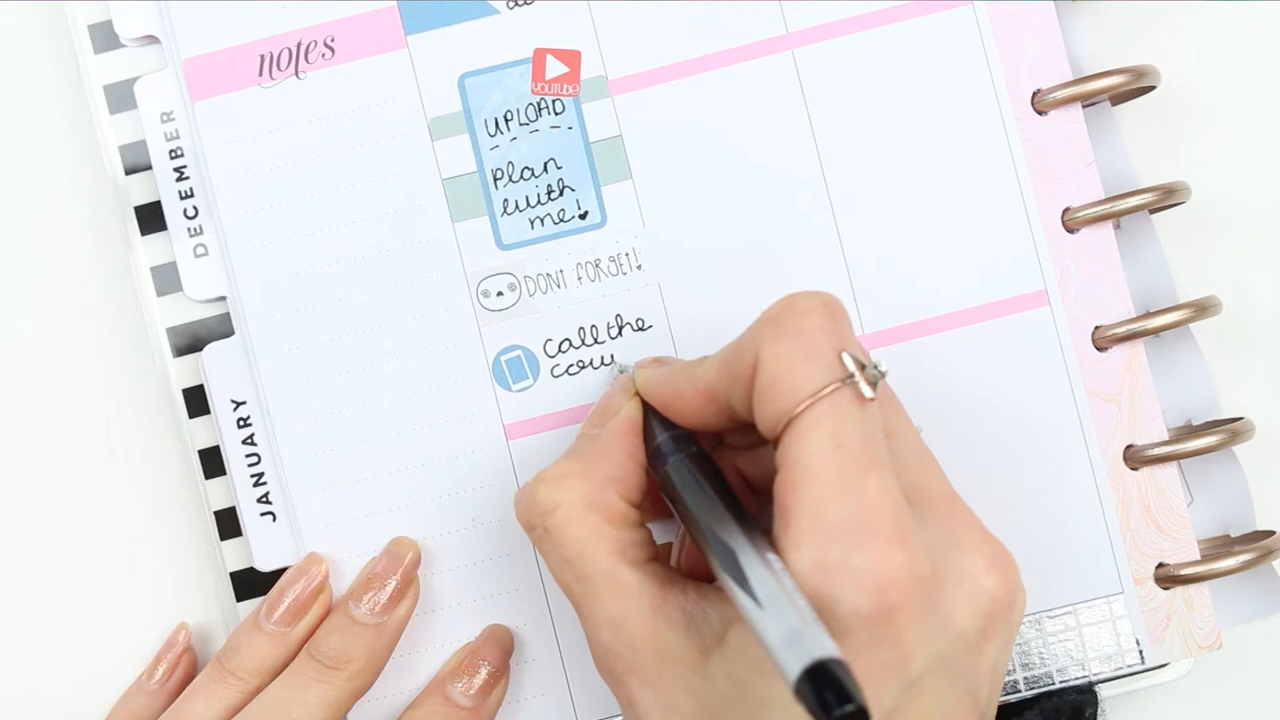 notes
YOUTUBE
UPLOAD
plan
with
me!
DONT FORGET!
call the
DECEMBER
JANUARY